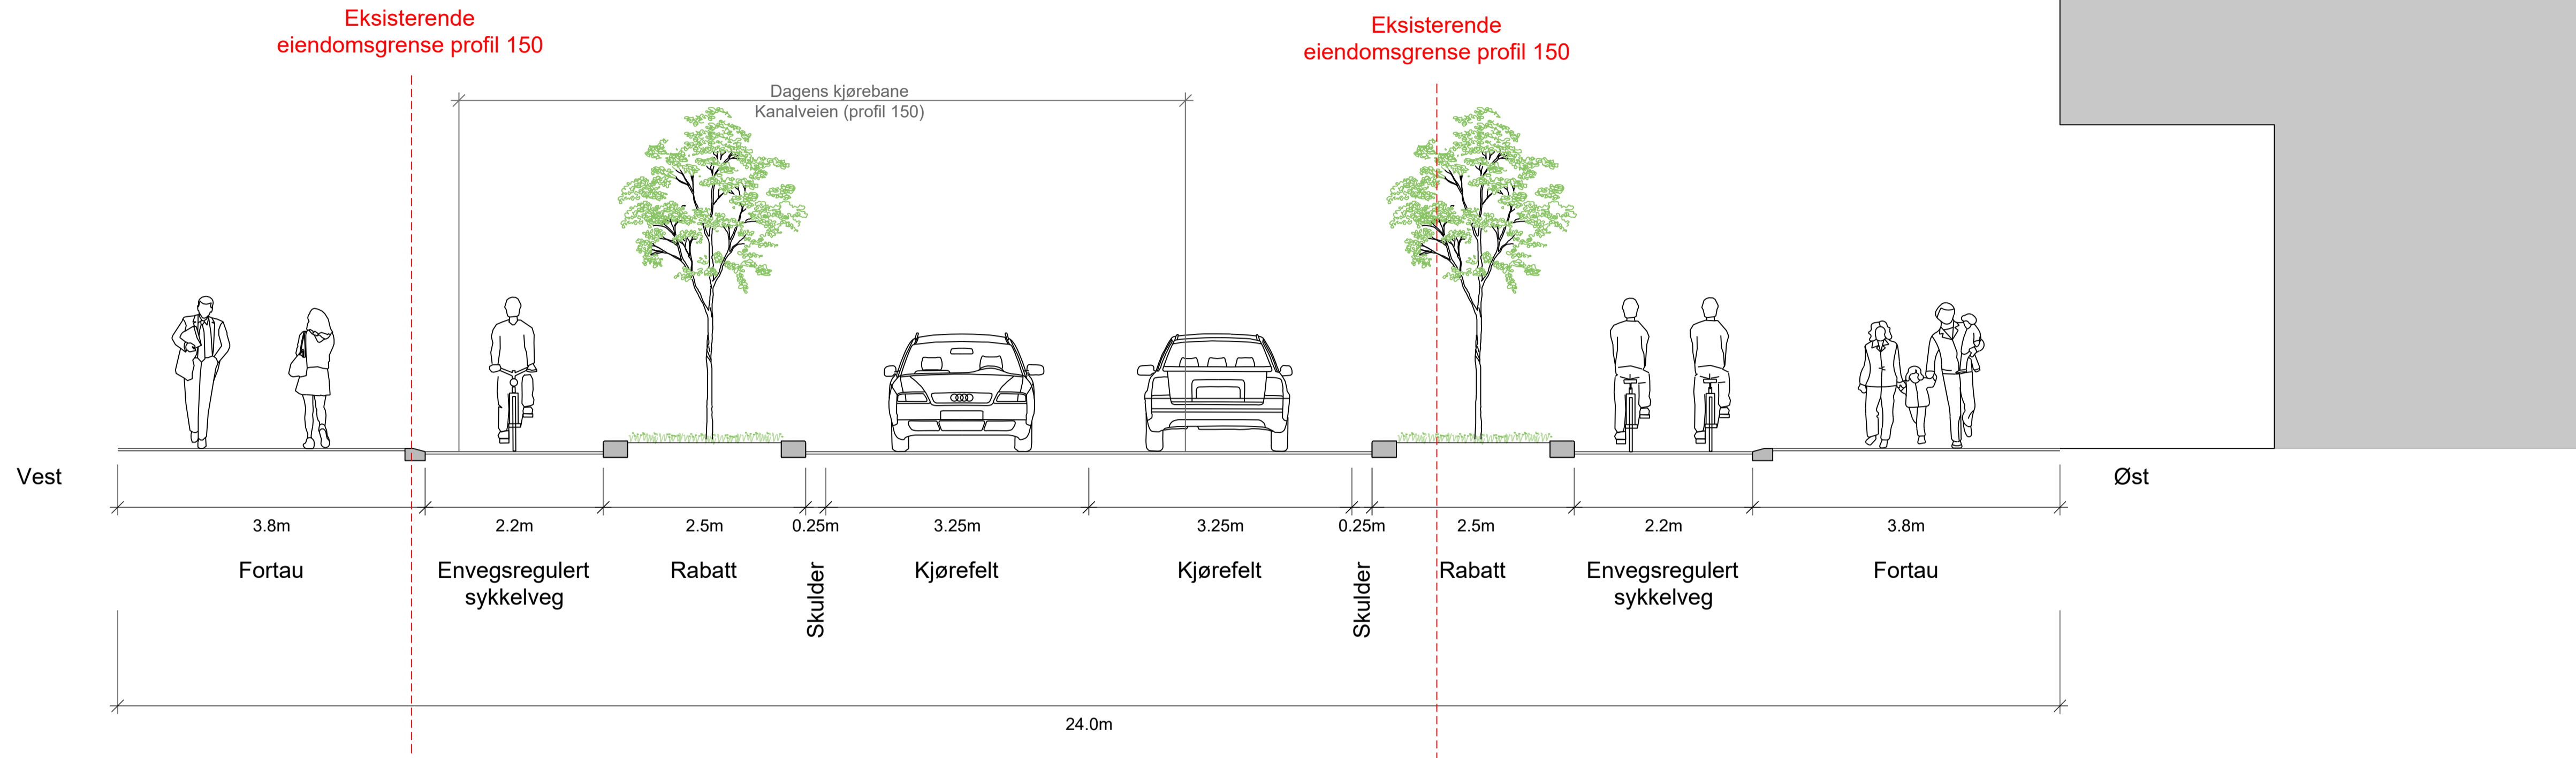 Eksisterende
eiendomsgrense profil 150
Eksisterende
eiendomsgrense profil 150
Dagens kjørebane
Kanalveien (profil 150)
Vest
Øst
3.8m
2.2m
2.5m
0.25m
3.25m
3.25m
0.25m
2.5m
2.2m
3.8m
Fortau
Envegsregulert
sykkelveg
Rabatt
Skulder
Kjørefelt
Kjørefelt
Skulder
Rabatt
Envegsregulert
sykkelveg
Fortau
24.0m